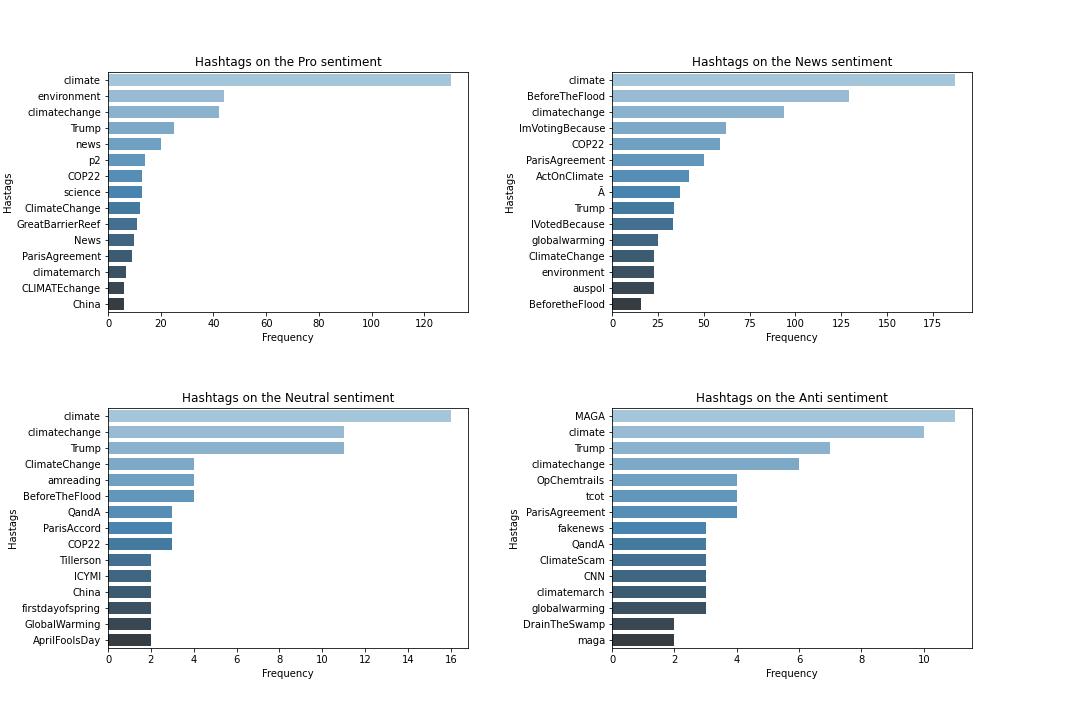 Hashtags on the Pro sentiment
climate
environment
climatechange
Trump
news
p2
COP22
science
ClimateChange
GreatBarrierReef
News
ParisAgreement
climatemarch
CLIMATEchange
China
Hastags
0 20 40 60 80 100 120
Frequency
Hashtags on the News sentiment
climate
BeforeTheFlood
climatechange
ImVotingBecause
COP22
ParisAgreement
ActOnClimate
Ã
Trump
IVotedBecause
globalwarming
ClimateChange
environment
auspol
BeforetheFlood
Hastags
0 25 50 75 100 125 150 175
Frequency
Hashtags on the Neutral sentiment
climate
climatechange
Trump
ClimateChange
amreading
BeforeTheFlood
QandA
ParisAccord
COP22
Tillerson
ICYMI
China
firstdayofspring
GlobalWarming
AprilFoolsDay
Hastags
0 2 4 6 8 10 12 14 16
Frequency
Hashtags on the Anti sentiment
MAGA
climate
Trump
climatechange
OpChemtrails
tcot
ParisAgreement
fakenews
QandA
ClimateScam
CNN
climatemarch
globalwarming
DrainTheSwamp
maga
Hastags
0 2 4 6 8 10
Frequency